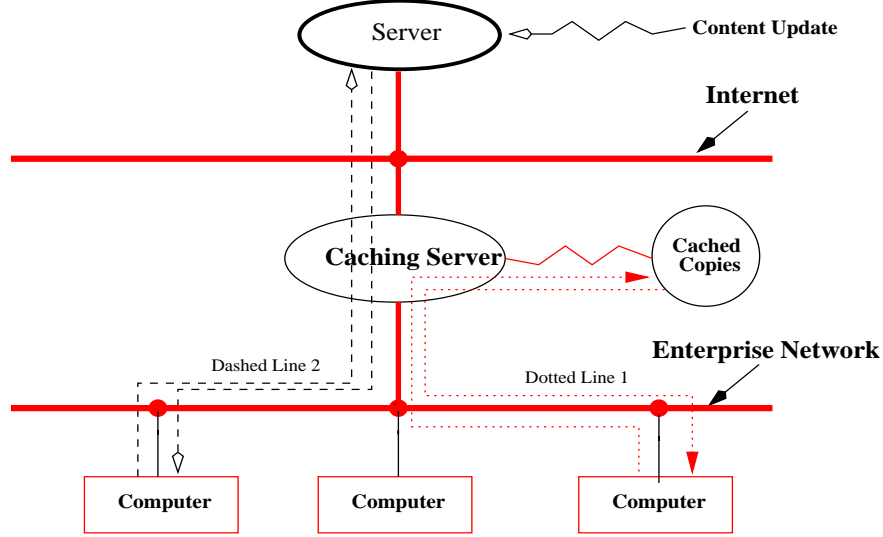 Server
Content Update
Internet
Caching Server
Cached
Copies
Enterprise Network
Dashed Line 2
Dotted Line 1
Computer
Computer
Computer